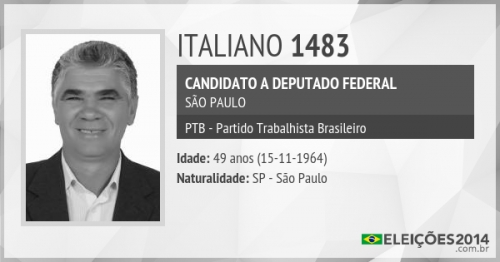 ITALIANO 1483
CANDIDATO A DEPUTADO FEDERAL
SÃO PAULO
PTB - Partido Trabalhista Brasileiro
Idade: 49 anos (15-11-1964)
Naturalidade: SP - São Paulo
ELEIÇÕES2014
.com.br